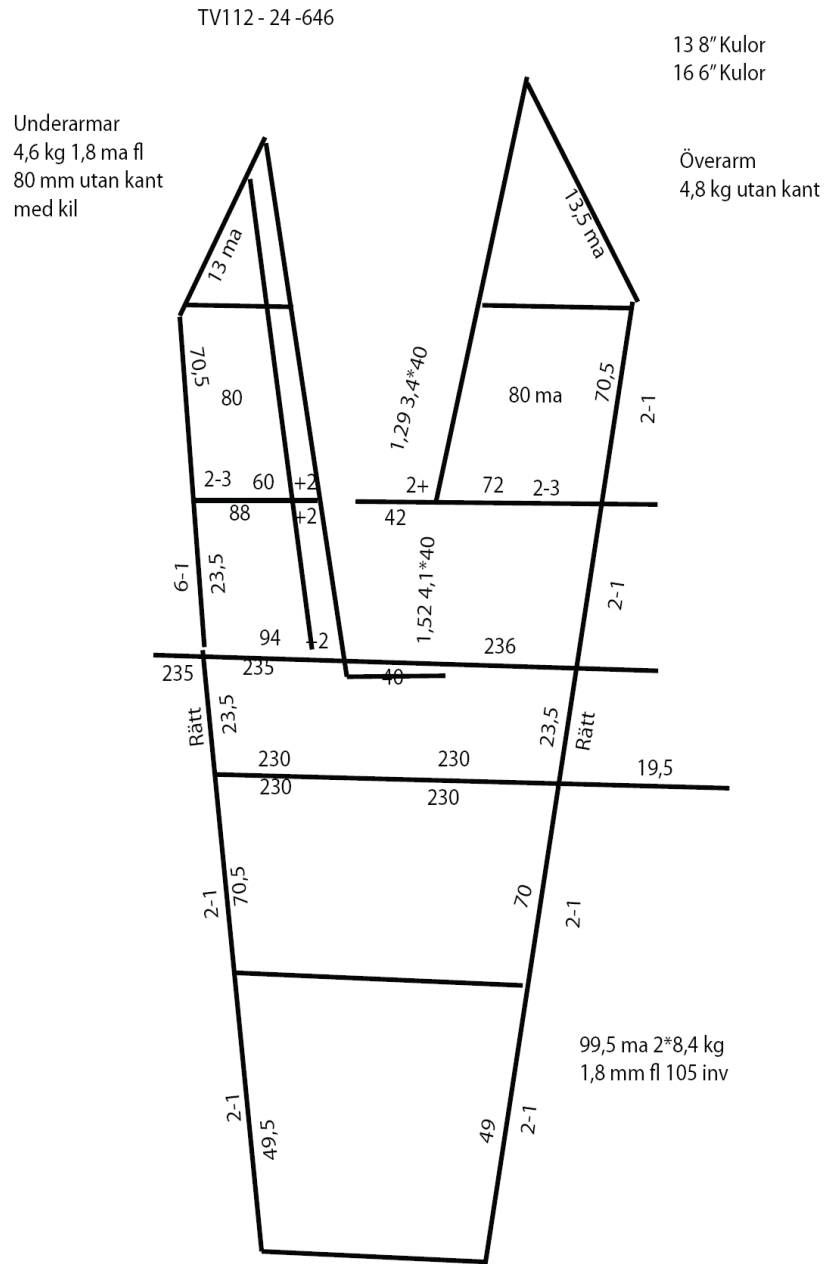 TV112 - 24 -646
13 8” Kulor
16 6” Kulor
Underarmar
4,6 kg 1,8 ma fl
80 mm utan kant
med kil
Överarm
4,8 kg utan kant
13 ma
13,5 ma
70,5
80
1,29 3,4*40
80 ma
70,5
2-1
2-3 60 +2
2+ 72 2-3
88 +2
42
6-1
23,5
1,52 4,1*40
2-1
94 +2
236
235 235
40
Rätt
23,5
23,5
Rätt
230 230 19,5
230 230
2-1
70,5
70
2-1
99,5 ma 2*8,4 kg
1,8 mm fl 105 inv
2-1
49,5
49
2-1